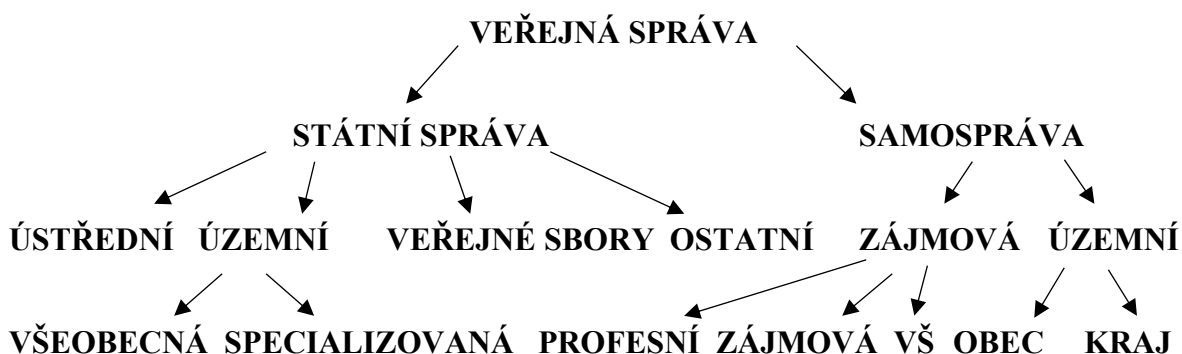 VEŘEJNÁ SPRÁVA
STÁTNÍ SPRÁVA SAMOSPRÁVA
ÚSTŘEDNÍ ÚZEMNÍ VEŘEJNÉ SBORY OSTATNÍ ZÁJMOVÁ ÚZEMNÍ
VŠEOBECNÁ SPECIALIZOVANÁ PROFESNÍ ZÁJMOVÁ VŠ OBEC KRAJ